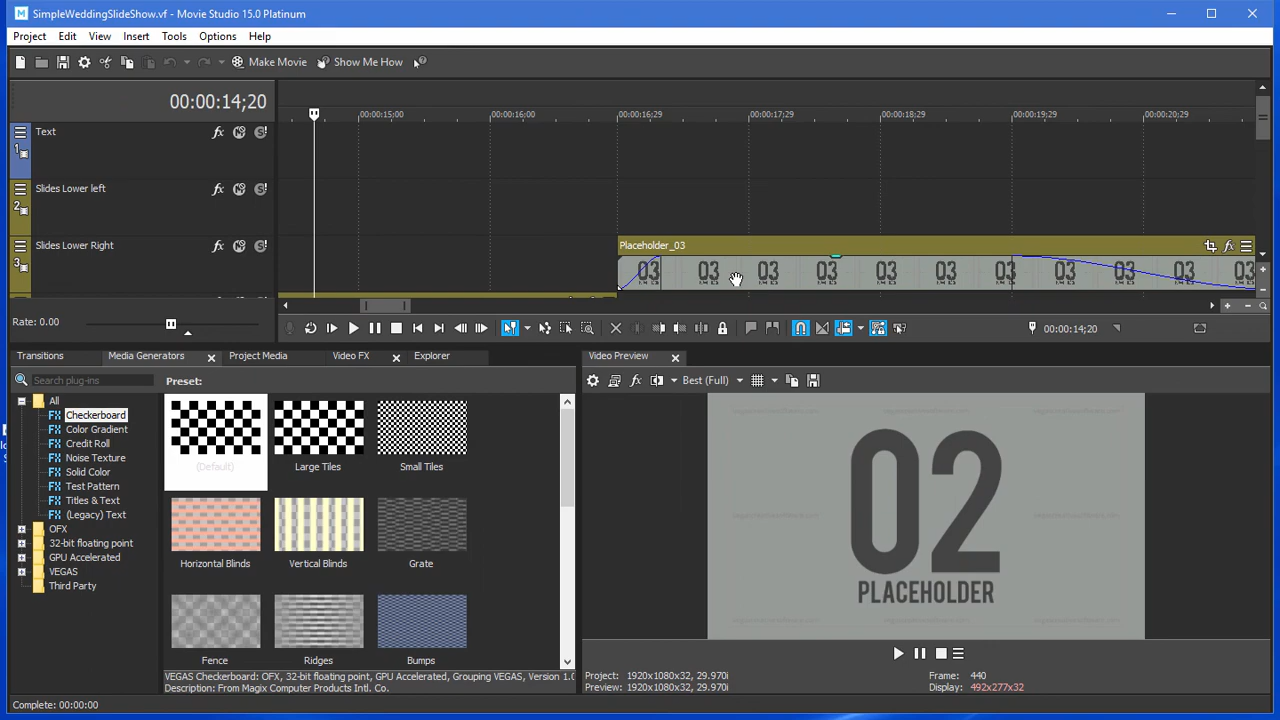 SimpleWeddingSlideShow.vf - Movie Studio 15.0 Platinum
Project Edit View Insert Tools Options Help
Make Movie Show Me How
00:00:14;20
00:00:15;00 00:00:16;00 00:00:16;29 00:00:17;29 00:00:18;29 00:00:19;29 00:00:20;29
Text
1
Slides Lower left
2
Slides Lower Right
3
Placeholder_03
03 03 03 03 03 03 03 03 03 03 03
Rate: 0.00
00:00:14;20
Transitions Media Generators Project Media Video FX Explorer
Video Preview
Search plug-ins
Preset:
Best (Full)
All
Checkerboard
Color Gradient
Credit Roll
Noise Texture
Solid Color
Test Pattern
Titles & Text
(Legacy) Text
OFX
32-bit floating point
GPU Accelerated
VEGAS
Third Party
(Default) Large Tiles Small Tiles
Horizontal Blinds Vertical Blinds Grate
Fence Ridges Bumps
02
PLACEHOLDER
VEGAS Checkerboard: OFX, 32-bit floating point, GPU Accelerated, Grouping VEGAS, Version 1.0
Description: From Magix Computer Products Intl. Co.
Project: 1920x1080x32, 29.970i
Preview: 1920x1080x32, 29.970i
Frame: 440
Display: 492x277x32
Complete: 00:00:00